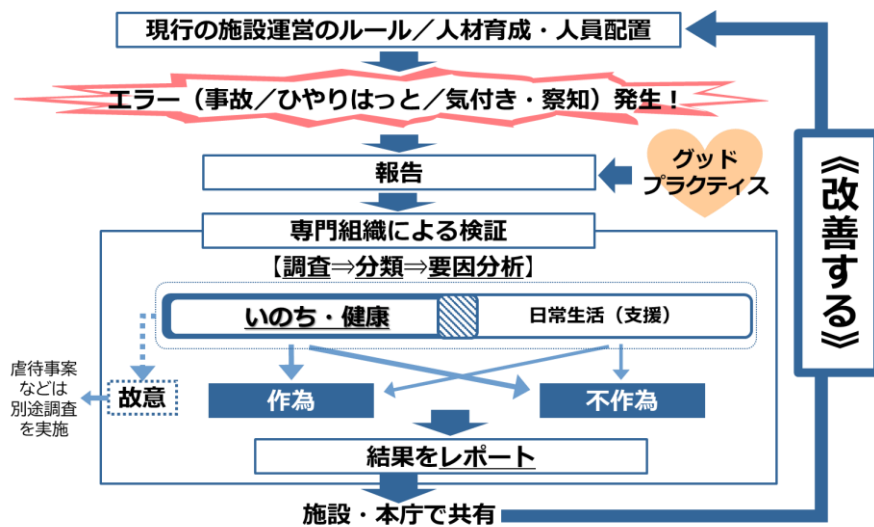 現行の施設運営のルール／人材育成・人員配置
エラー（事故／ひやりはっと／気付き・察知）発生！
報告
グッド
プラクティス
専門組織による検証
【調査⇒分類⇒要因分析】
いのち・健康
日常生活（支援）
虐待事案
などは
別途調査
を実施
故意
作為
不作為
結果をレポート
施設・本庁で共有
《改善する》